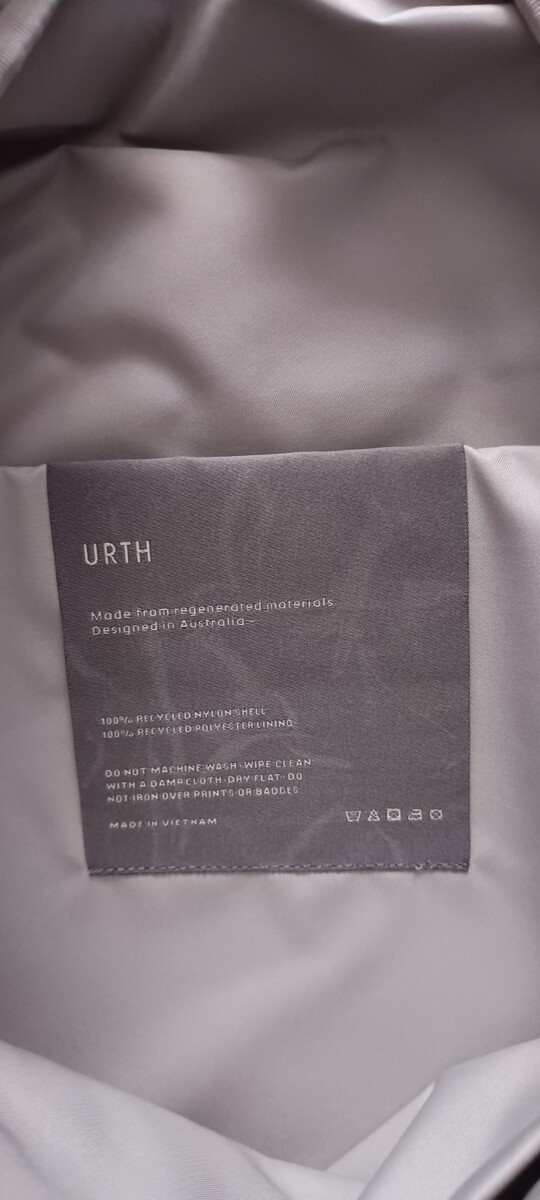 URTH
Made from regenerated materials
Designed in Australia
100% RECYCLED NYLON SHELL
100% RECYCLED POLYESTER LINING
DO NOT MACHINE WASH · WIPE CLEAN
WITH A DAMP CLOTH · DRY FLAT · DO
NOT IRON OVER PRINTS OR BADGES
MADE IN VIETNAM